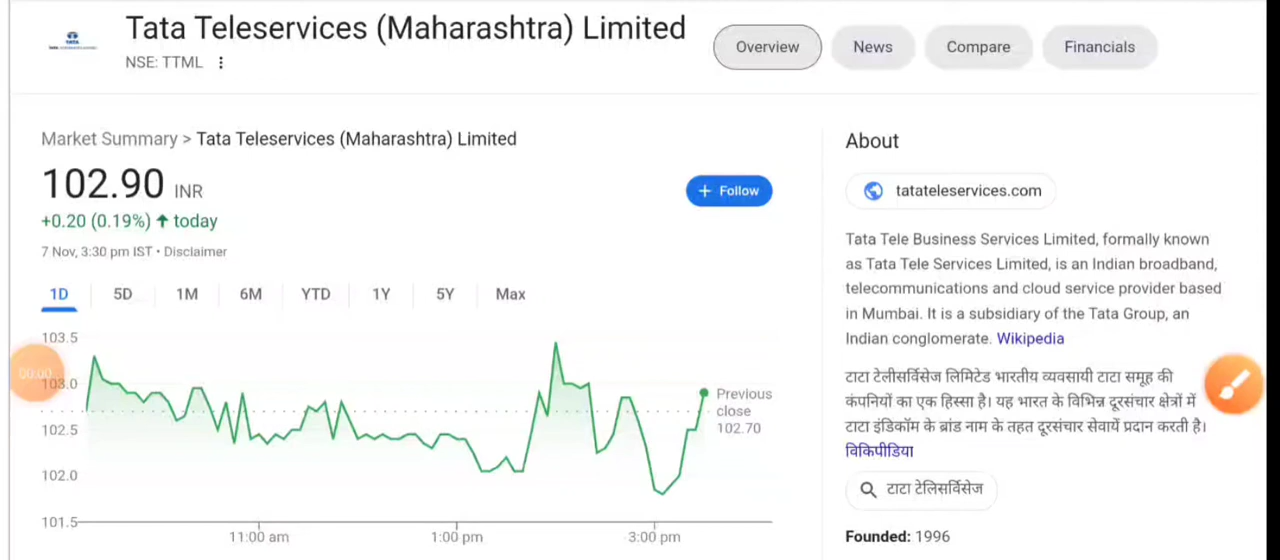 Tata Teleservices (Maharashtra) Limited
NSE: TTML
Overview
News
Compare
Financials
Market Summary > Tata Teleservices (Maharashtra) Limited
102.90 INR
+0.20 (0.19%) ↑ today
7 Nov, 3:30 pm IST • Disclaimer
+ Follow
1D
5D
1M
6M
YTD
1Y
5Y
Max
103.5
103.0
102.5
102.0
101.5
11:00 am
1:00 pm
3:00 pm
Previous
close
102.70
00:00
About
tatateleservices.com
Tata Tele Business Services Limited, formally known
as Tata Tele Services Limited, is an Indian broadband,
telecommunications and cloud service provider based
in Mumbai. It is a subsidiary of the Tata Group, an
Indian conglomerate. Wikipedia
टाटा टेलीसर्विसेज लिमिटेड भारतीय व्यवसायी टाटा समूह की
कंपनियों का एक हिस्सा है। यह भारत के विभिन्न दूरसंचार क्षेत्रों में
टाटा इंडिकॉम के ब्रांड नाम के तहत दूरसंचार सेवायें प्रदान करती है।
विकिपीडिया
टाटा टेलिसर्विसेज
Founded: 1996